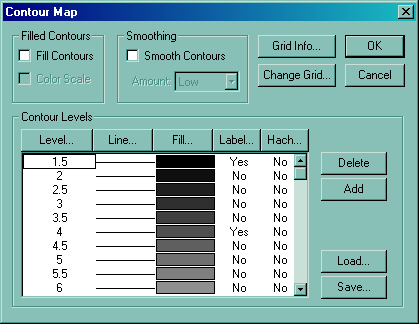 Contour Map
Filled Contours
Fill Contours
Color Scale
Smoothing
Smooth Contours
Amount: Low
Grid Info...
OK
Change Grid...
Cancel
Contour Levels
Level... Line... Fill... Label... Hach...
1.5 Yes No
2 No No
2.5 No No
3 No No
3.5 No No
4 Yes No
4.5 No No
5 No No
5.5 No No
6 No No
Delete
Add
Load...
Save...